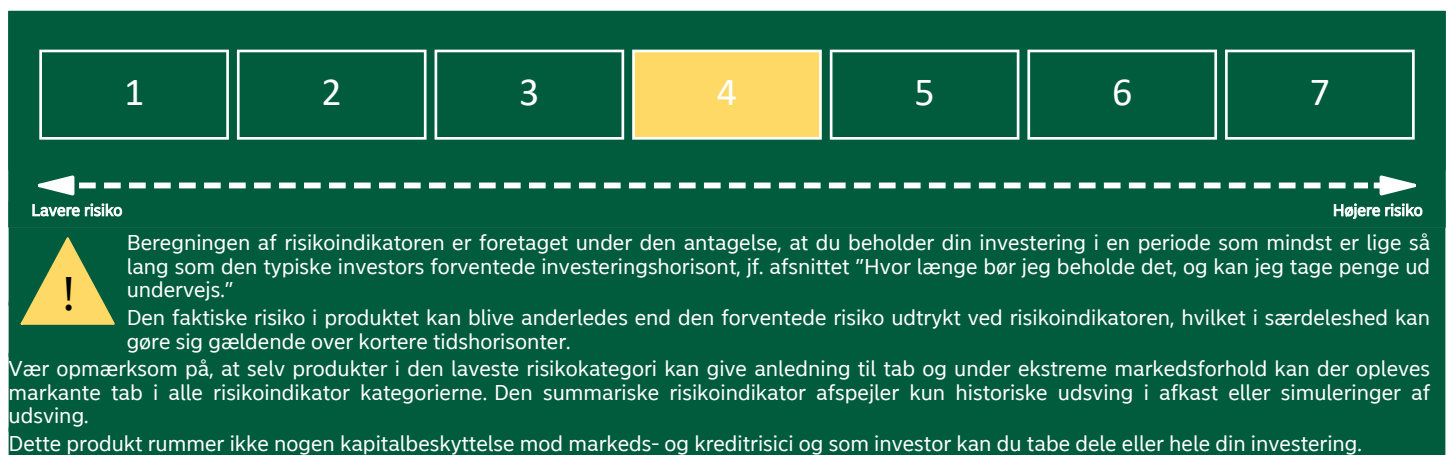 1 2 3 4 5 6 7
Lavere risiko Højere risiko
! Beregningen af risikoindikatoren er foretaget under den antagelse, at du beholder din investering i en periode som mindst er lige så
lang som den typiske investors forventede investeringshorisont, jf. afsnittet ”Hvor længe bør jeg beholde det, og kan jeg tage penge ud
undervejs.”
Den faktiske risiko i produktet kan blive anderledes end den forventede risiko udtrykt ved risikoindikatoren, hvilket i særdeleshed kan
gøre sig gældende over kortere tidshorisonter.
Vær opmærksom på, at selv produkter i den laveste risikokategori kan give anledning til tab og under ekstreme markedsforhold kan der opleves
markante tab i alle risikoindikator kategorierne. Den summariske risikoindikator afspejler kun historiske udsving i afkast eller simuleringer af
udsving.
Dette produkt rummer ikke nogen kapitalbeskyttelse mod markeds- og kreditrisici og som investor kan du tabe dele eller hele din investering.